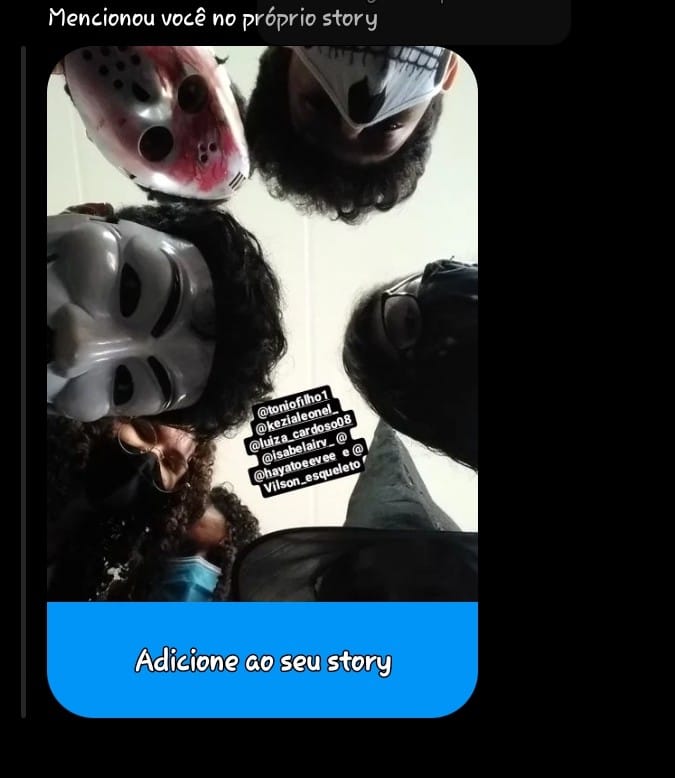 Mencionou você no próprio story
@toniofilho1
@kezialeonel_
@luiza_cardoso08
@isabelairv_ @
@hayatoeevee e @
Vilson_esqueleto
Adicione ao seu story